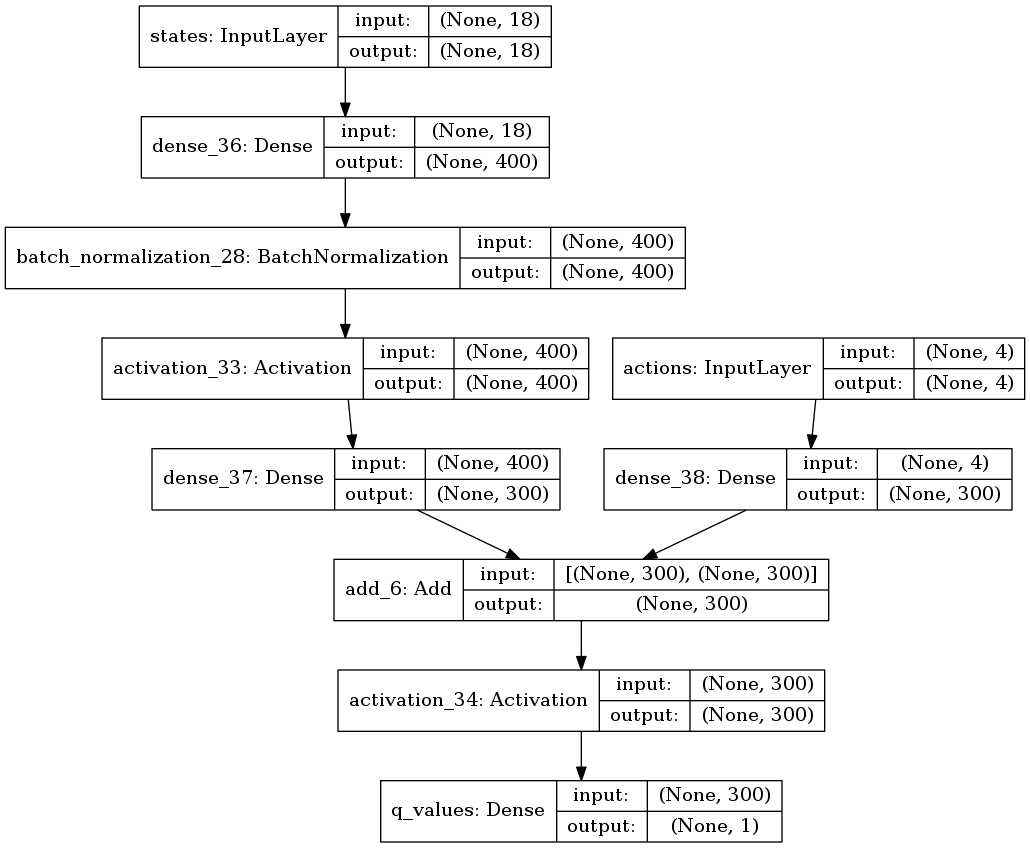 states: InputLayer
input:
(None, 18)
output:
(None, 18)
dense_36: Dense
input:
(None, 18)
output:
(None, 400)
batch_normalization_28: BatchNormalization
input:
(None, 400)
output:
(None, 400)
activation_33: Activation
input:
(None, 400)
output:
(None, 400)
actions: InputLayer
input:
(None, 4)
output:
(None, 4)
dense_37: Dense
input:
(None, 400)
output:
(None, 300)
dense_38: Dense
input:
(None, 4)
output:
(None, 300)
add_6: Add
input:
[(None, 300), (None, 300)]
output:
(None, 300)
activation_34: Activation
input:
(None, 300)
output:
(None, 300)
q_values: Dense
input:
(None, 300)
output:
(None, 1)